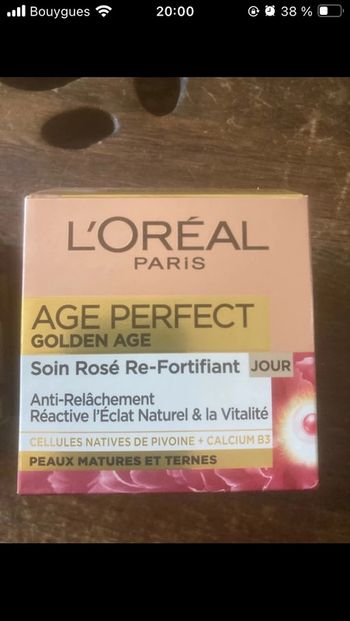 Bouygues 20:00 38 %
L'ORÉAL
PARIS
AGE PERFECT
GOLDEN AGE
Soin Rosé Re-Fortifiant JOUR
Anti-Relâchement
Réactive l'Éclat Naturel & la Vitalité
CELLULES NATIVES DE PIVOINE + CALCIUM B3
PEAUX MATURES ET TERNES